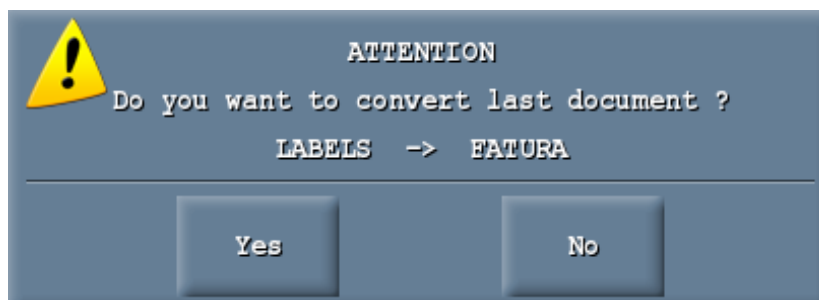 ATTENTION
Do you want to convert last document ?
LABELS -> FATURA
Yes
No